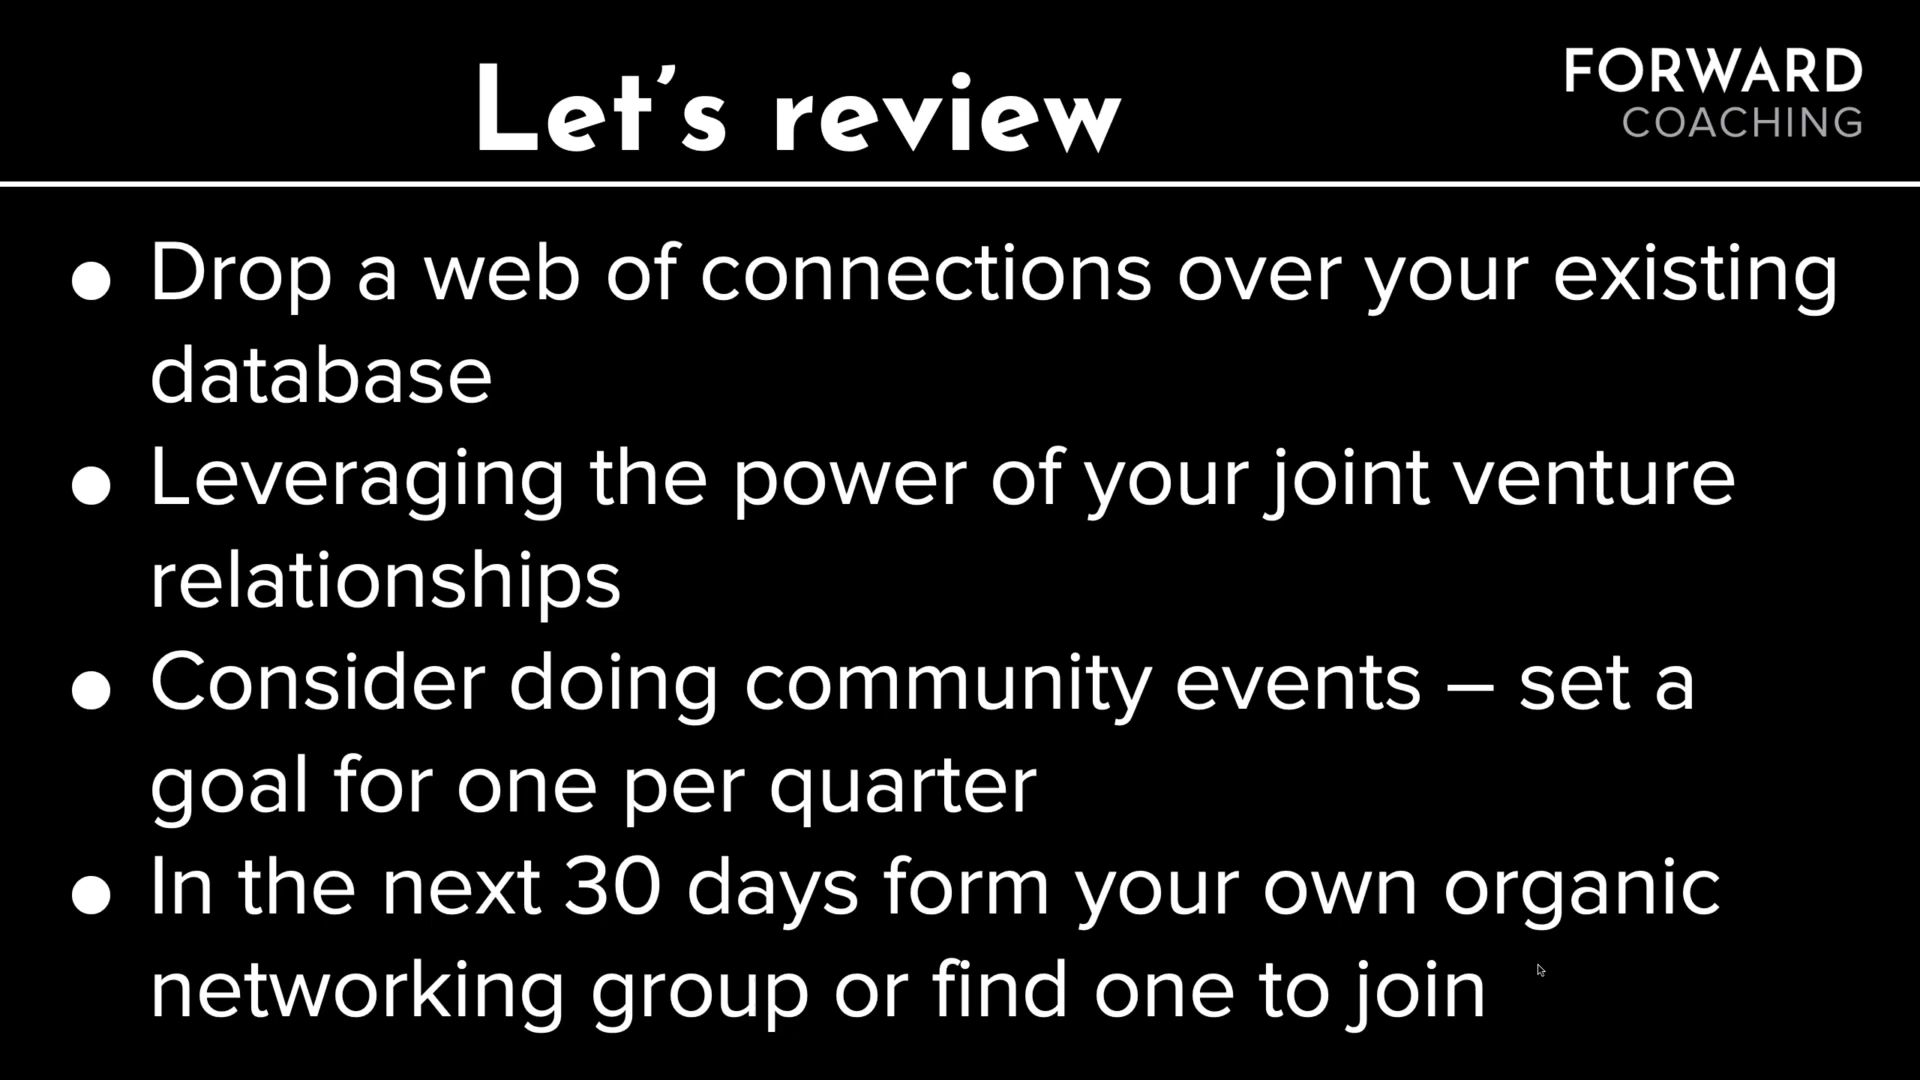 Let's review
FORWARD
COACHING
● Drop a web of connections over your existing
database
● Leveraging the power of your joint venture
relationships
● Consider doing community events – set a
goal for one per quarter
● In the next 30 days form your own organic
networking group or find one to join